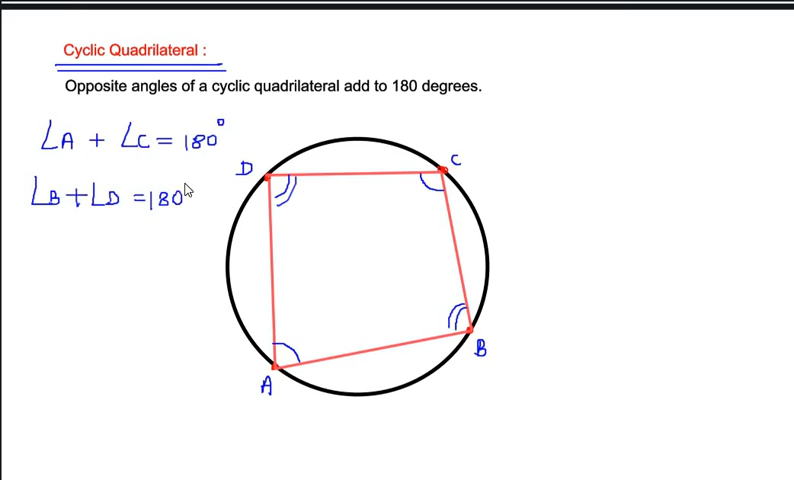 Cyclic Quadrilateral :
Opposite angles of a cyclic quadrilateral add to 180 degrees.
∠A + ∠C = 180°
∠B + ∠D = 180
D
C
B
A